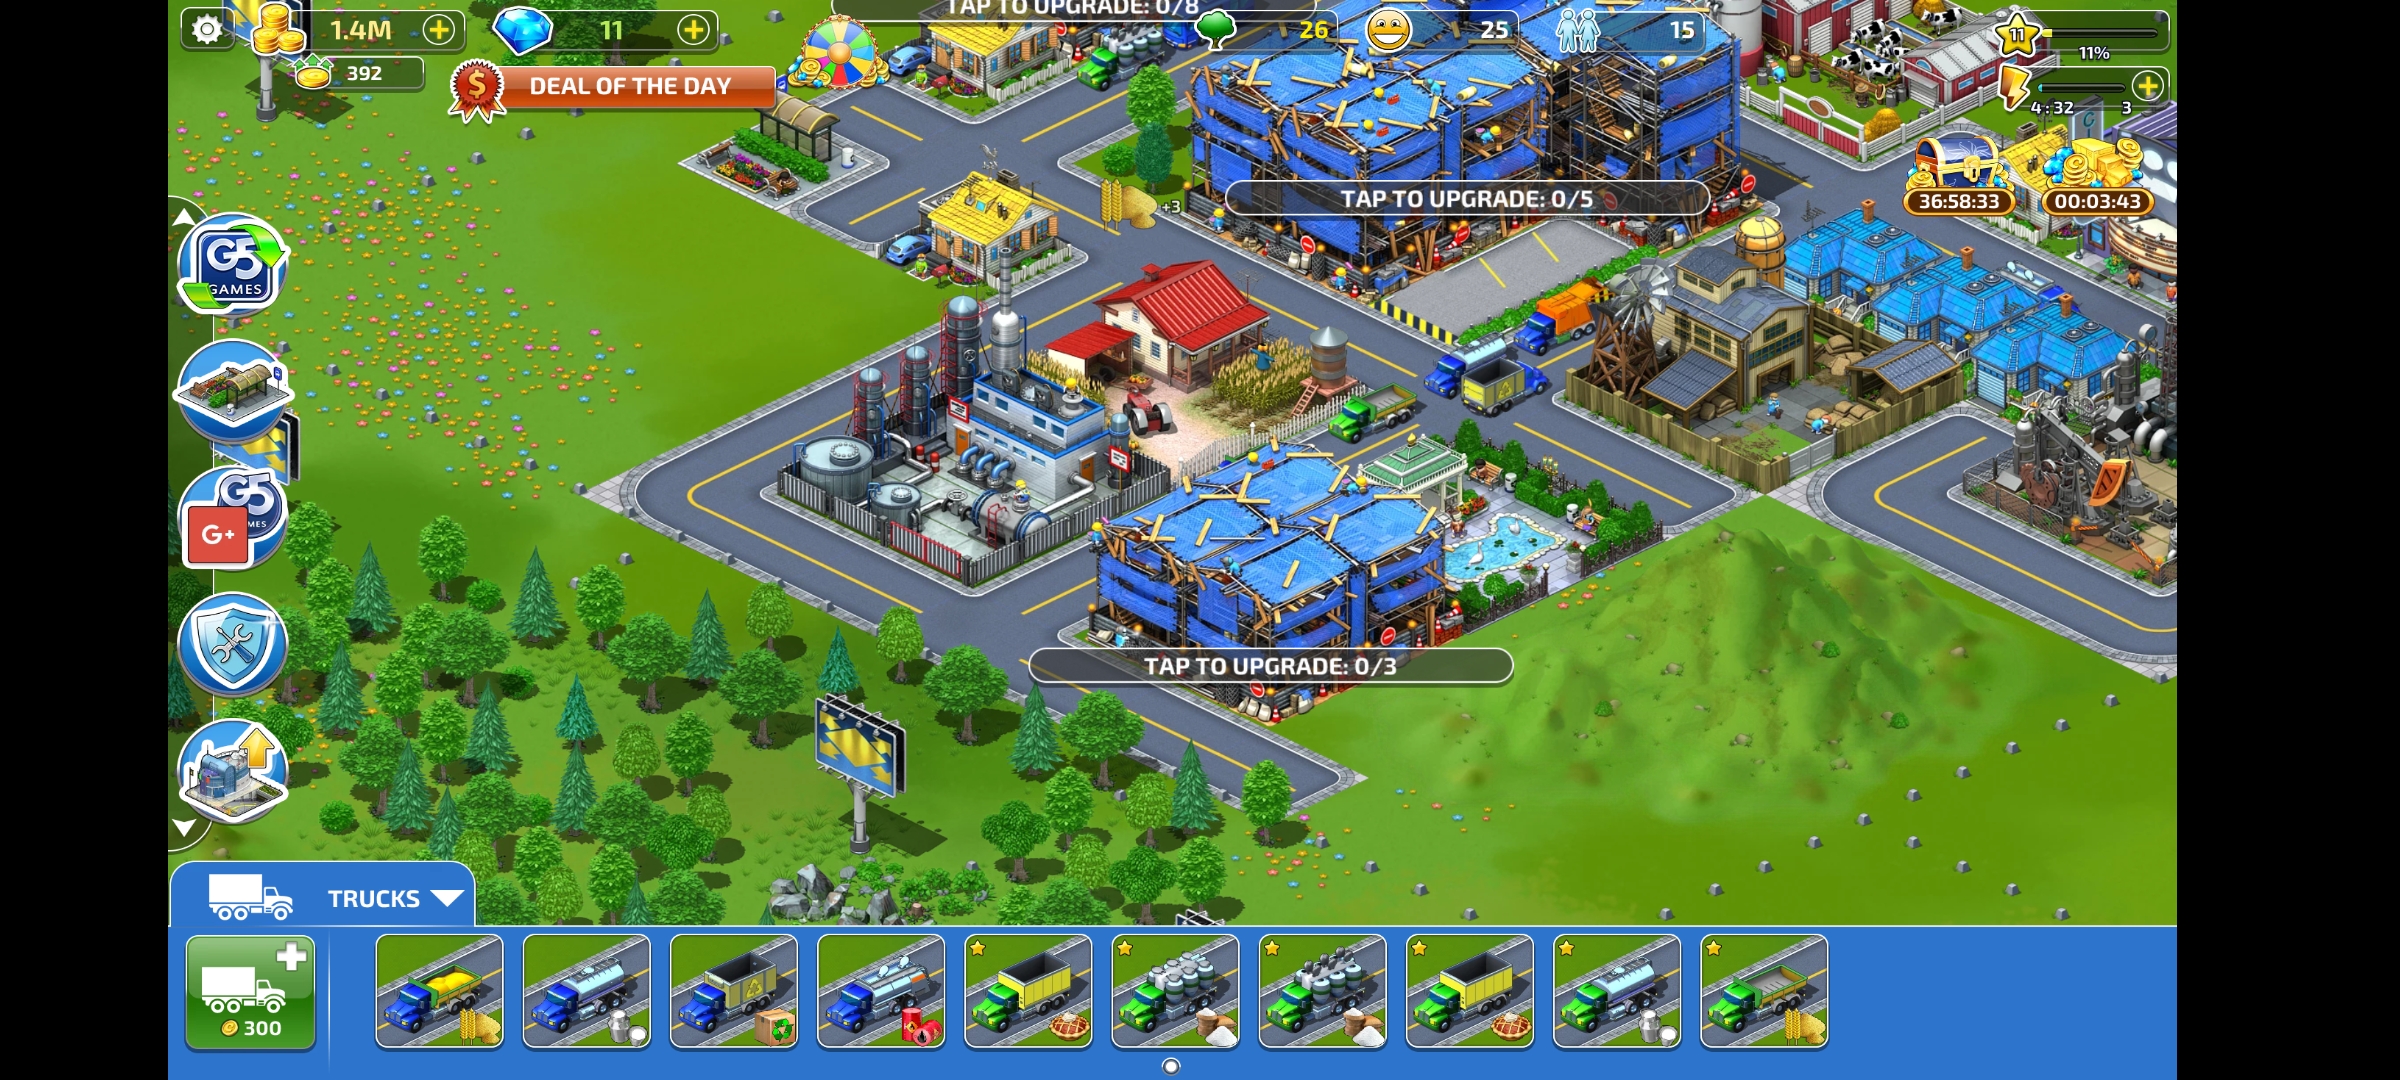 TAP TO UPGRADE: 0/8
1.4M
11
26
25
15
11
11%
392
DEAL OF THE DAY
4:32
3
+3
TAP TO UPGRADE: 0/5
36:58:33
00:03:43
G5
GAMES
G5
MES
G+
TAP TO UPGRADE: 0/3
TRUCKS
300